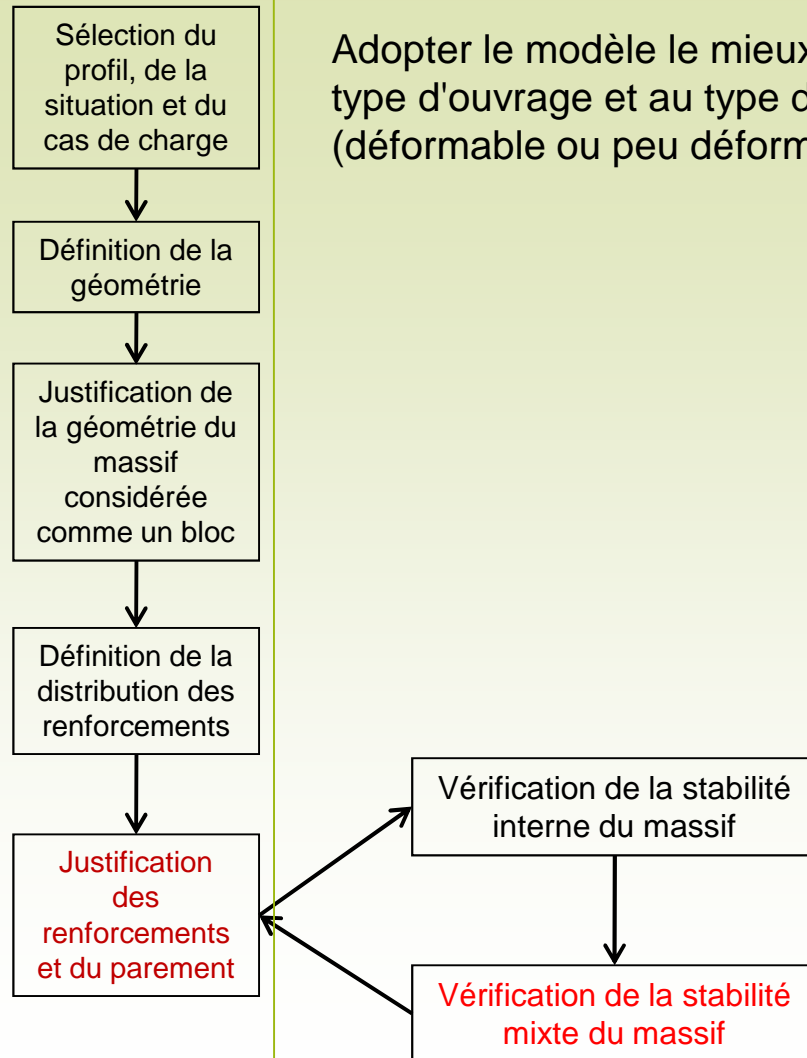 Sélection du
profil, de la
situation et du
cas de charge
Adopter le modèle le mieux
type d'ouvrage et au type
(déformable ou peu
Définition de la
géométrie
Justification de
la géométrie du
massif
considérée
comme un bloc
Définition de la
distribution des
renforcements
Justification
des
renforcements
et du parement
Vérification de la stabilité
interne du massif
Vérification de la stabilité
mixte du massif